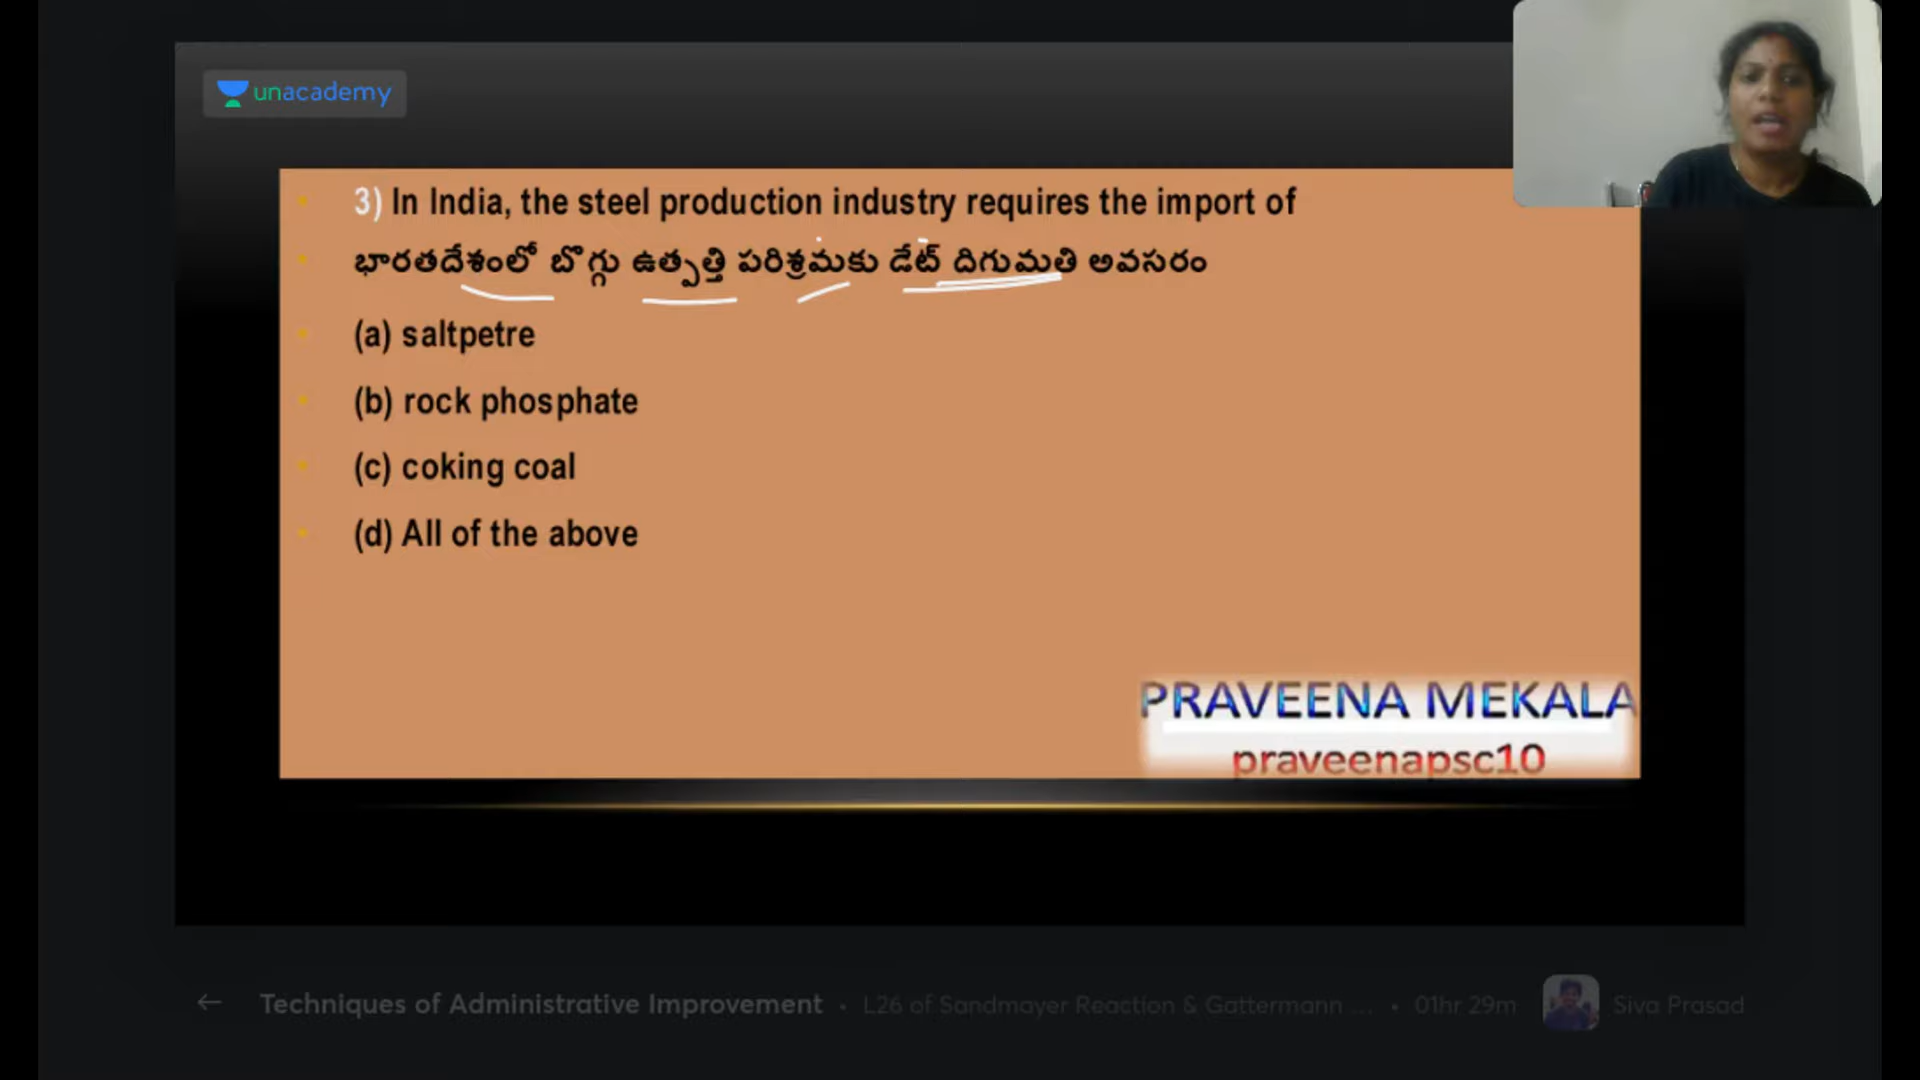 unacademy
3) In India, the steel production industry requires the import of
భారతదేశంలో బొగ్గు ఉత్పత్తి పరిశ్రమకు డేట్ దిగుమతి అవసరం
(a) saltpetre
(b) rock phosphate
(c) coking coal
(d) All of the above
PRAVEENA MEKALA
praveenapsc10
← Techniques of Administrative Improvement • L26 of Sandmayer Reaction & Gattermann ... • 01hr 29m Siva Prasad